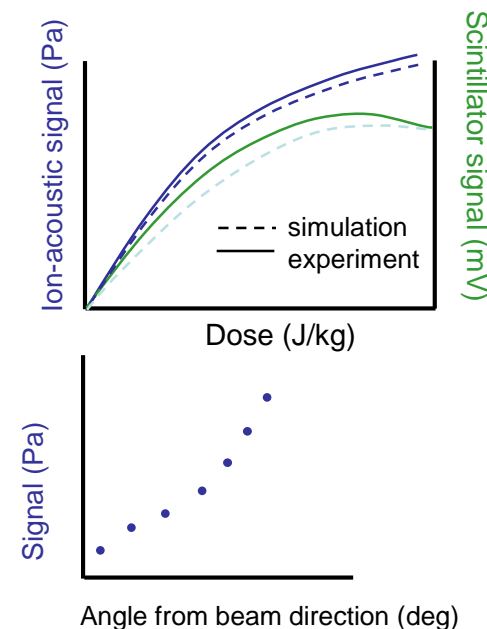 Ion-acoustic signal (Pa)
Scintillator signal (mV)
simulation
experiment
Dose (J/kg)
Signal (Pa)
Angle from beam direction (deg)